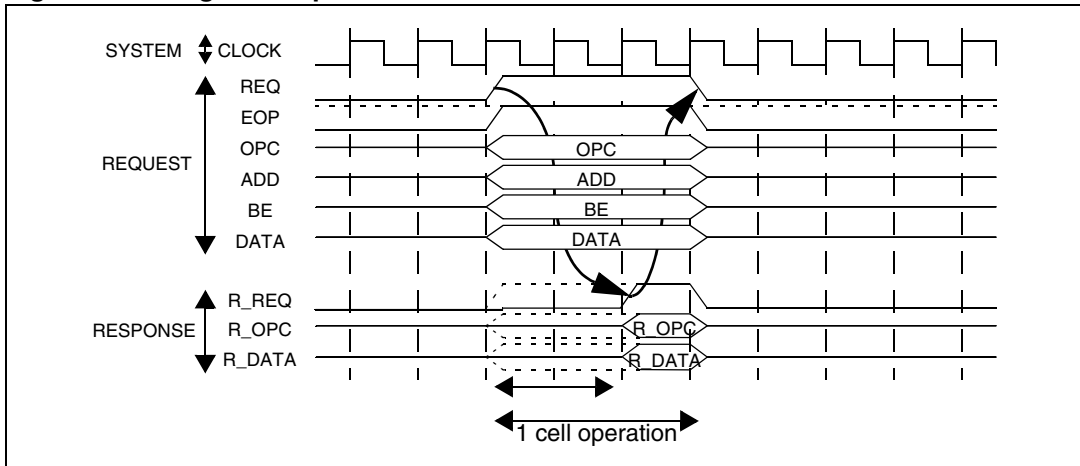 SYSTEM CLOCK
REQ
EOP
OPC OPC
REQUEST
ADD ADD
BE BE
DATA DATA
R_REQ
RESPONSE R_OPC R_OPC
R_DATA R_DATA
1 cell operation